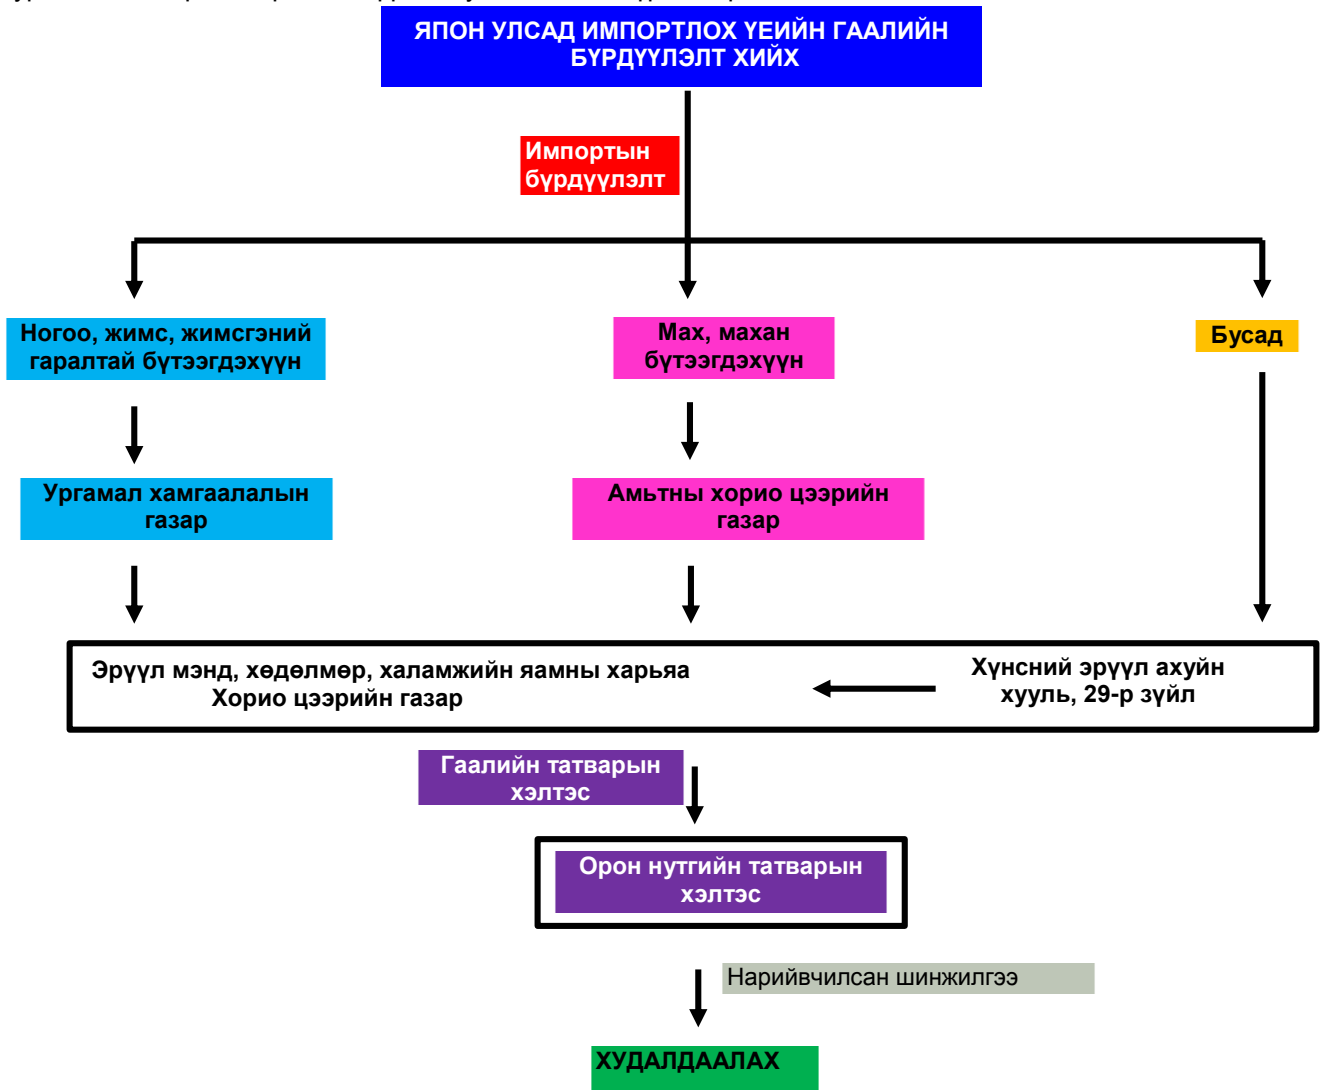 ЯПОН УЛСАД ИМПОРТЛОХ ҮЕИЙН ГААЛИЙН
БҮРДҮҮЛЭЛТ ХИЙХ
Импортын
бүрдүүлэлт
Ногоо, жимс, жимсгэний
гаралтай бүтээгдэхүүн
Мах, махан
бүтээгдэхүүн
Бусад
Ургамал хамгаалалын
газар
Амьтны хорио цээрийн
газар
Эрүүл мэнд, хөдөлмөр, халамжийн яамны харьяа
Хорио цээрийн газар
Хүнсний эрүүл ахуйн
хууль, 29-р зүйл
Гаалийн татварын
хэлтэс
Орон нутгийн татварын
хэлтэс
Нарийвчилсан шинжилгээ
ХУДАЛДААЛАХ